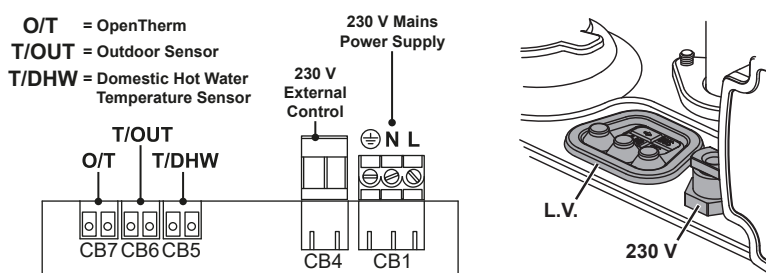 O/T = OpenTherm
T/OUT = Outdoor Sensor
T/DHW = Domestic Hot Water
Temperature Sensor
230 V Mains
Power Supply
230 V
External
Control
N L
T/OUT
O/T T/DHW
CB7 CB6 CB5
CB4
CB1
L.V.
230 V